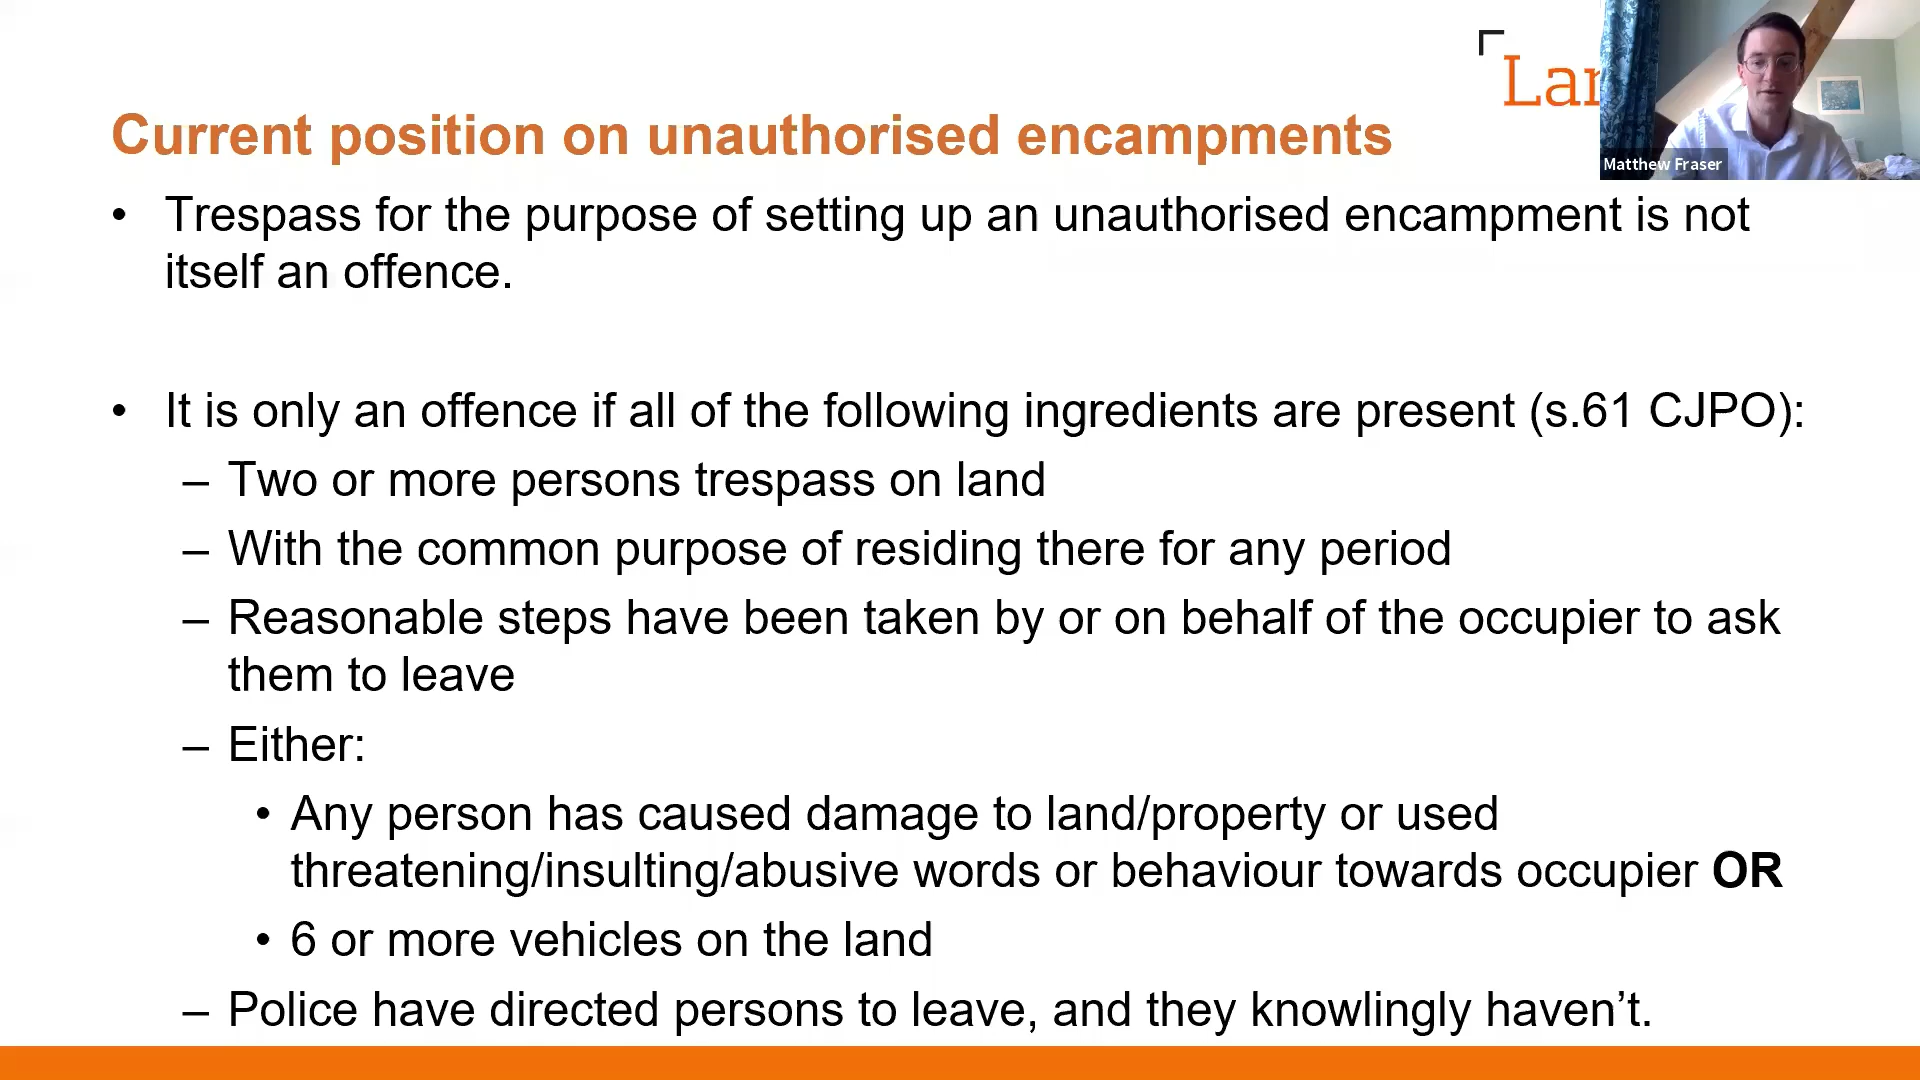 Lan
Matthew Fraser
Current position on unauthorised encampments
• Trespass for the purpose of setting up an unauthorised encampment is not
itself an offence.
• It is only an offence if all of the following ingredients are present (s.61 CJPO):
– Two or more persons trespass on land
– With the common purpose of residing there for any period
– Reasonable steps have been taken by or on behalf of the occupier to ask
them to leave
– Either:
• Any person has caused damage to land/property or used
threatening/insulting/abusive words or behaviour towards occupier OR
• 6 or more vehicles on the land
– Police have directed persons to leave, and they knowlingly haven’t.